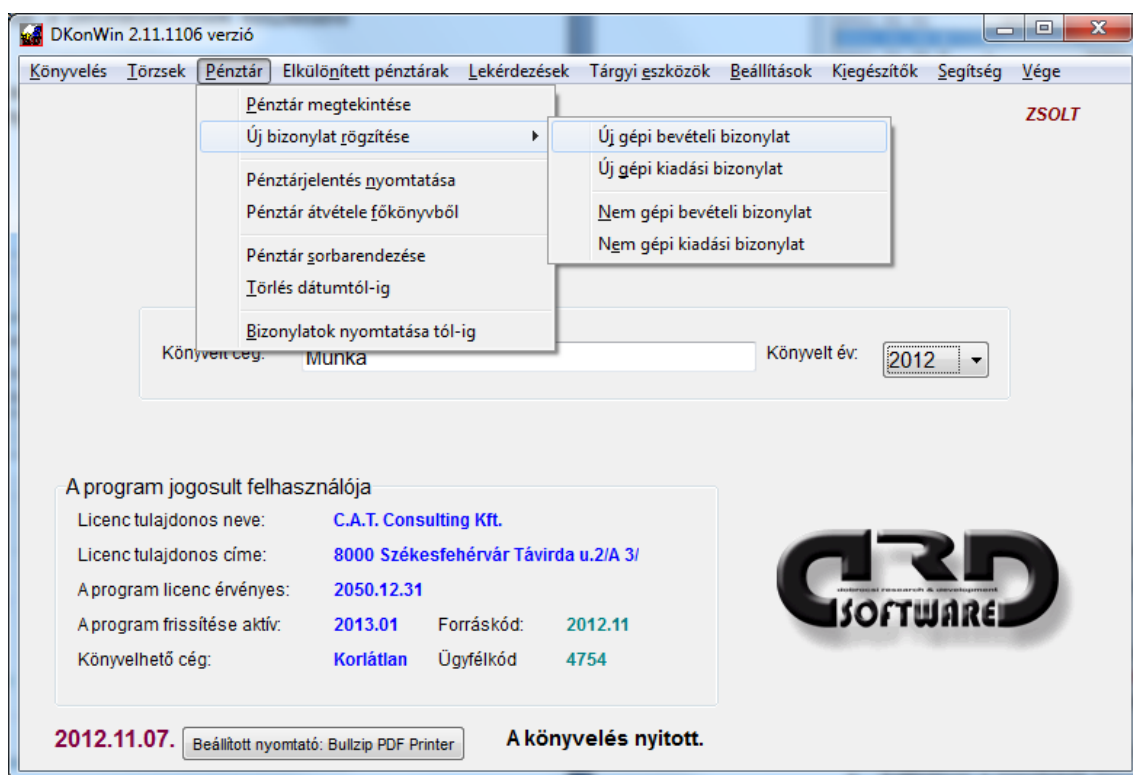 DKonWin 2.11.1106 verzió
Könyvelés Törzsek Pénztár Elkülönített pénztárak Lekérdezések Tárgyi eszközök Beállítások Kiegészítők Segítség Vége
Pénztár megtekintése
ZSOLT
Új bizonylat rögzítése
Új gépi bevételi bizonylat
Új gépi kiadási bizonylat
Pénztárjelentés nyomtatása
Pénztár átvétele főkönyvből
Nem gépi bevételi bizonylat
Nem gépi kiadási bizonylat
Pénztár sorbarendezése
Törlés dátumtól-ig
Bizonylatok nyomtatása tól-ig
Könyvelt cég: Munka Könyvelt év: 2012
A program jogosult felhasználója
Licenc tulajdonos neve: C.A.T. Consulting Kft.
Licenc tulajdonos címe: 8000 Székesfehérvár Távirda u.2/A 3/
A program licenc érvényes: 2050.12.31
A program frissítése aktív: 2013.01 Forráskód: 2012.11
Könyvelhető cég: Korlátlan Ügyfélkód 4754
DRD
dobrocsi research & development
SOFTWARE
2012.11.07. Beállított nyomtató: Bullzip PDF Printer A könyvelés nyitott.